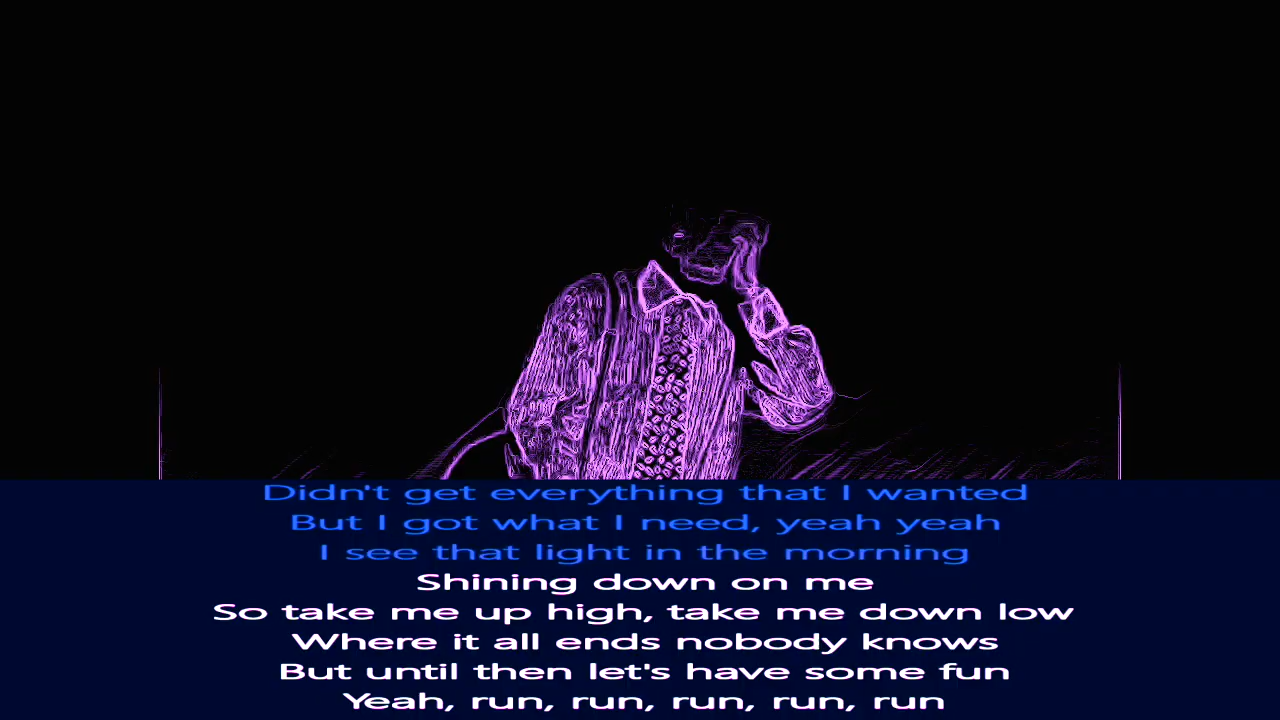 Didn't get everything that I wanted
But I got what I need, yeah yeah
I see that light in the morning
Shining down on me
So take me up high, take me down low
Where it all ends nobody knows
But until then let's have some fun
Yeah, run, run, run, run, run